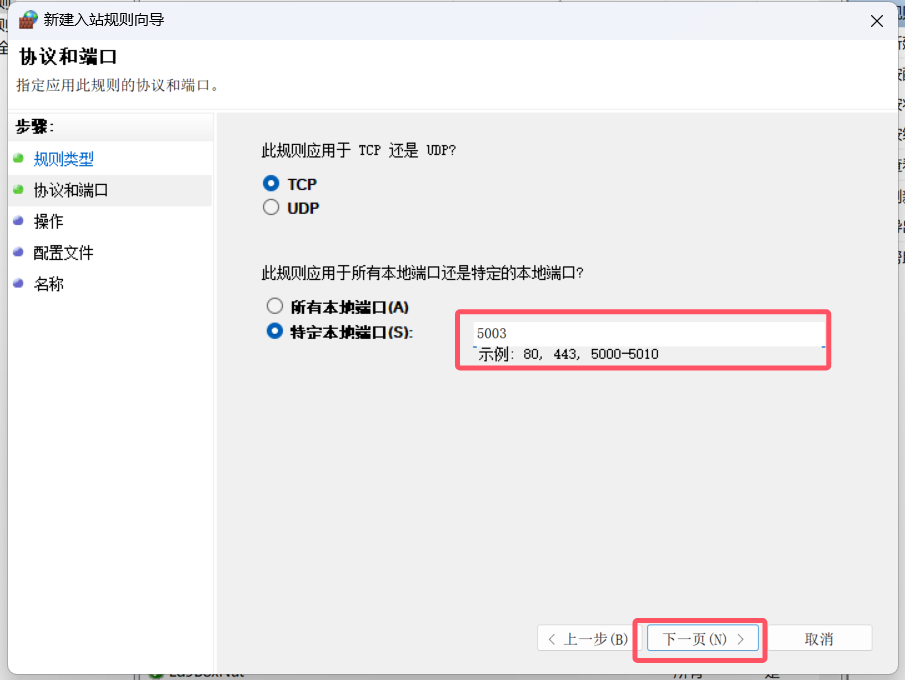 新建入站规则向导
协议和端口
指定应用此规则的协议和端口。
步骤:
规则类型
协议和端口
操作
配置文件
名称
此规则应用于 TCP 还是 UDP?
TCP
UDP
此规则应用于所有本地端口还是特定的本地端口?
所有本地端口(A)
特定本地端口(S):
5003
示例: 80, 443, 5000-5010
< 上一步(B)
下一页(N) >
取消